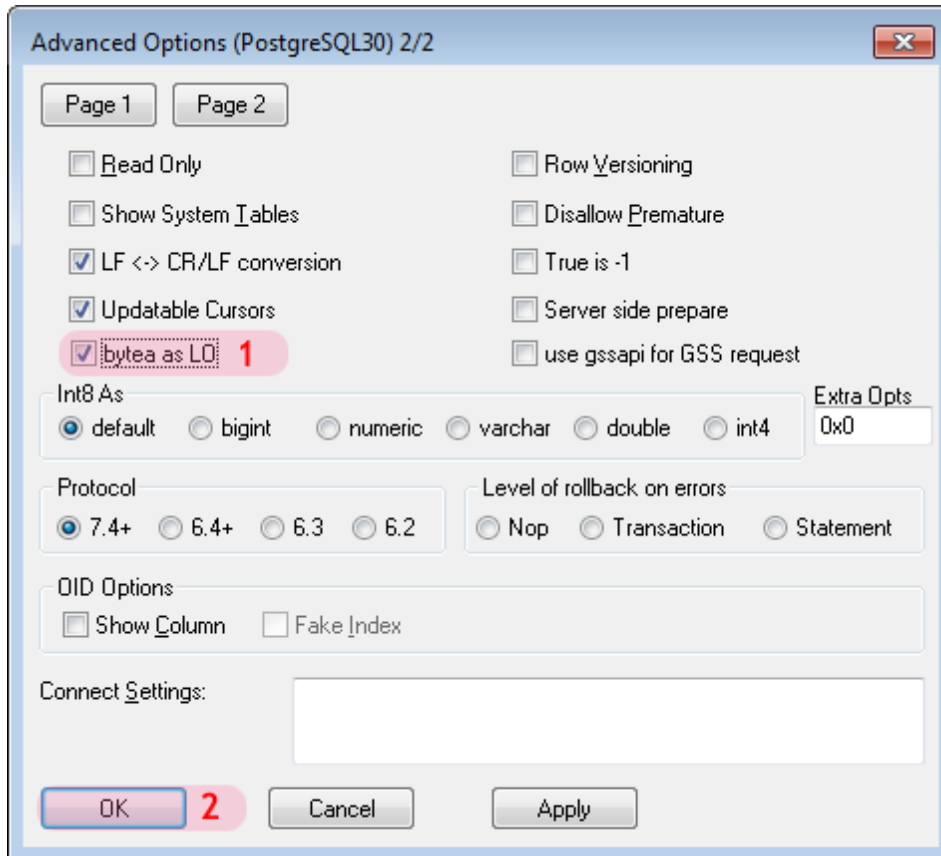 Advanced Options (PostgreSQL30) 2/2
Page 1 Page 2
Read Only Row Versioning
Show System Tables Disallow Premature
LF <-> CR/LF conversion True is -1
Updatable Cursors Server side prepare
bytea as LO 1 use gssapi for GSS request
Int8 As Extra Opts
default bigint numeric varchar double int4 0x0
Protocol Level of rollback on errors
7.4+ 6.4+ 6.3 6.2 Nop Transaction Statement
OID Options
Show Column Fake Index
Connect Settings:
OK 2 Cancel Apply